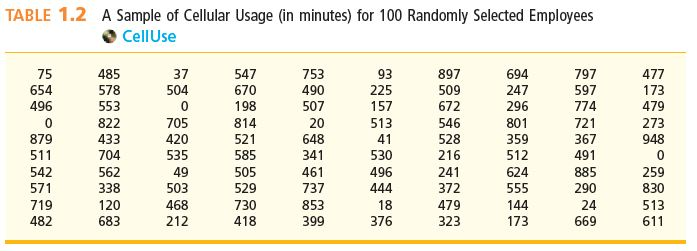 TABLE 1.2 A Sample of Cellular Usage (in minutes) for 100 Randomly Selected Employees
CellUse
75 485 37 547 753 93 897 694 797 477
654 578 504 670 490 225 509 247 597 173
496 553 0 198 507 157 672 296 774 479
0 822 705 814 20 513 546 801 721 273
879 433 420 521 648 41 528 359 367 948
511 704 535 585 341 530 216 512 491 0
542 562 49 505 461 496 241 624 885 259
571 338 503 529 737 444 372 555 290 830
719 120 468 730 853 18 479 144 24 513
482 683 212 418 399 376 323 173 669 611